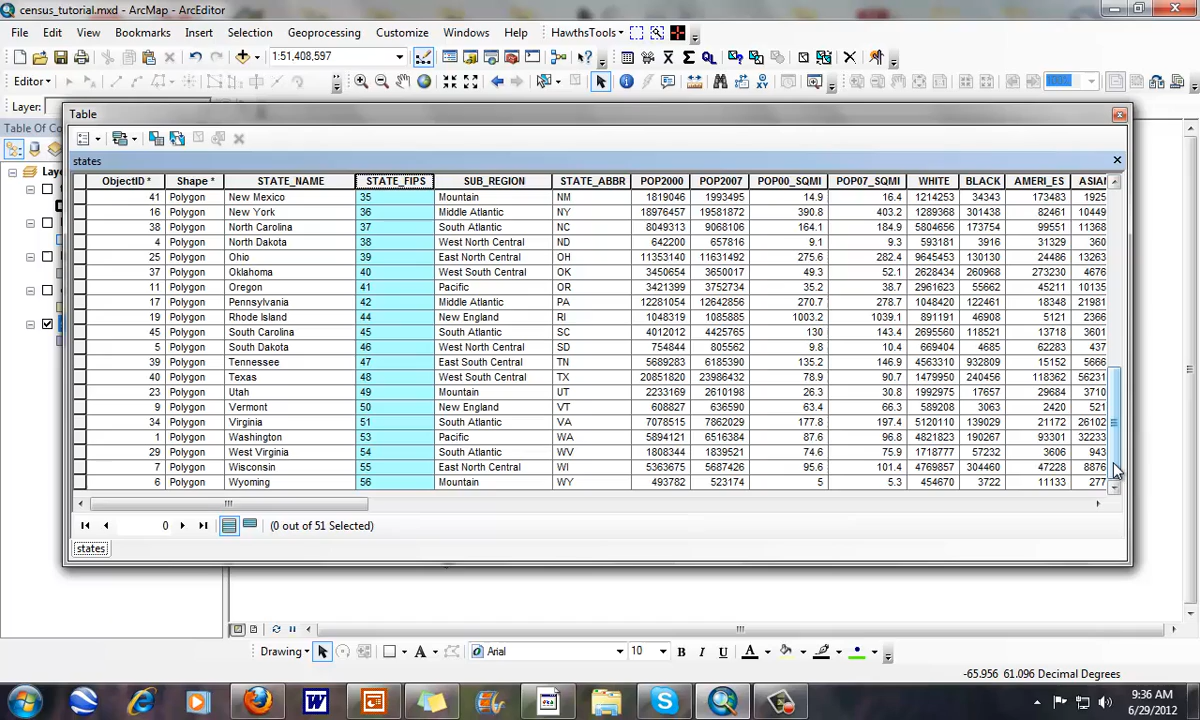 census_tutorial.mxd - ArcMap - ArcEditor
File Edit View Bookmarks Insert Selection Geoprocessing Customize Windows Help HawthsTools
1:51,408,597
Editor
Layer:
Table
Table Of Co
states
Laye
ObjectID * Shape * STATE_NAME STATE_FIPS SUB_REGION STATE_ABBR POP2000 POP2007 POP00_SQMI POP07_SQMI WHITE BLACK AMERI_ES ASIAN
41 Polygon New Mexico 35 Mountain NM 1819046 1993495 14.9 16.4 1214253 34343 173483 1925
16 Polygon New York 36 Middle Atlantic NY 18976457 19581872 390.8 403.2 1289368 301438 82461 10449
38 Polygon North Carolina 37 South Atlantic NC 8049313 9068106 164.1 184.9 5804656 173754 99551 11368
4 Polygon North Dakota 38 West North Central ND 642200 657816 9.1 9.3 593181 3916 31329 360
25 Polygon Ohio 39 East North Central OH 11353140 11631492 275.6 282.4 9645453 130130 24486 13263
37 Polygon Oklahoma 40 West South Central OK 3450654 3650017 49.3 52.1 2628434 260968 273230 4676
11 Polygon Oregon 41 Pacific OR 3421399 3752734 35.2 38.7 2961623 55662 45211 10135
17 Polygon Pennsylvania 42 Middle Atlantic PA 12281054 12642856 270.7 278.7 1048420 122461 18348 21981
19 Polygon Rhode Island 44 New England RI 1048319 1085885 1003.2 1039.1 891191 46908 5121 2366
45 Polygon South Carolina 45 South Atlantic SC 4012012 4425765 130 143.4 2695560 118521 13718 3601
5 Polygon South Dakota 46 West North Central SD 754844 805562 9.8 10.4 669404 4685 62283 437
39 Polygon Tennessee 47 East South Central TN 5689283 6185390 135.2 146.9 4563310 932809 15152 5666
40 Polygon Texas 48 West South Central TX 20851820 23986432 78.9 90.7 1479950 240456 118362 56231
23 Polygon Utah 49 Mountain UT 2233169 2610198 26.3 30.8 1992975 17657 29684 3710
9 Polygon Vermont 50 New England VT 608827 636590 63.4 66.3 589208 3063 2420 521
34 Polygon Virginia 51 South Atlantic VA 7078515 7862029 177.8 197.4 5120110 139029 21172 26102
1 Polygon Washington 53 Pacific WA 5894121 6516384 87.6 96.8 4821823 190267 93301 32233
29 Polygon West Virginia 54 South Atlantic WV 1808344 1839521 74.6 75.9 1718777 57232 3606 943
7 Polygon Wisconsin 55 East North Central WI 5363675 5687426 95.6 101.4 4769857 304460 47228 8876
6 Polygon Wyoming 56 Mountain WY 493782 523174 5 5.3 454670 3722 11133 277
0 (0 out of 51 Selected)
states
Drawing Arial 10 B I U A
-65.956 61.096 Decimal Degrees
9:36 AM
6/29/2012